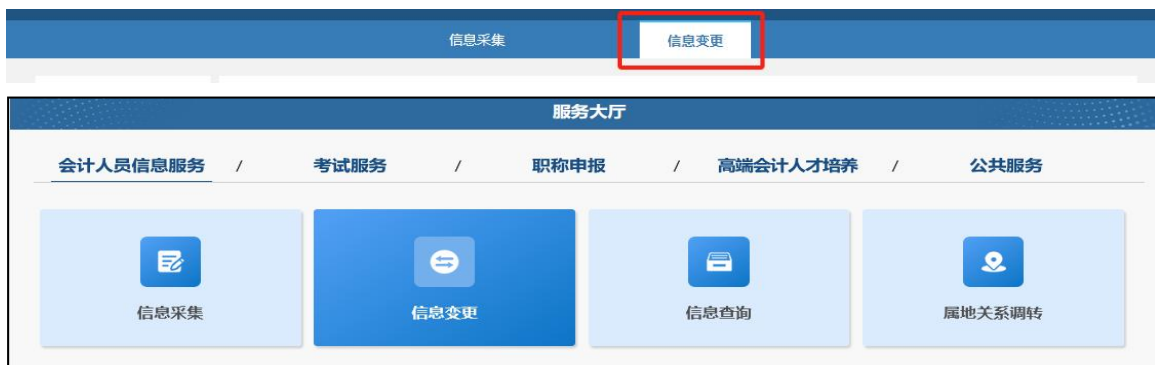 信息采集 信息变更
服务大厅
会计人员信息服务 / 考试服务 / 职称申报 / 高端会计人才培养 / 公共服务
信息采集 信息变更 信息查询 属地关系调转